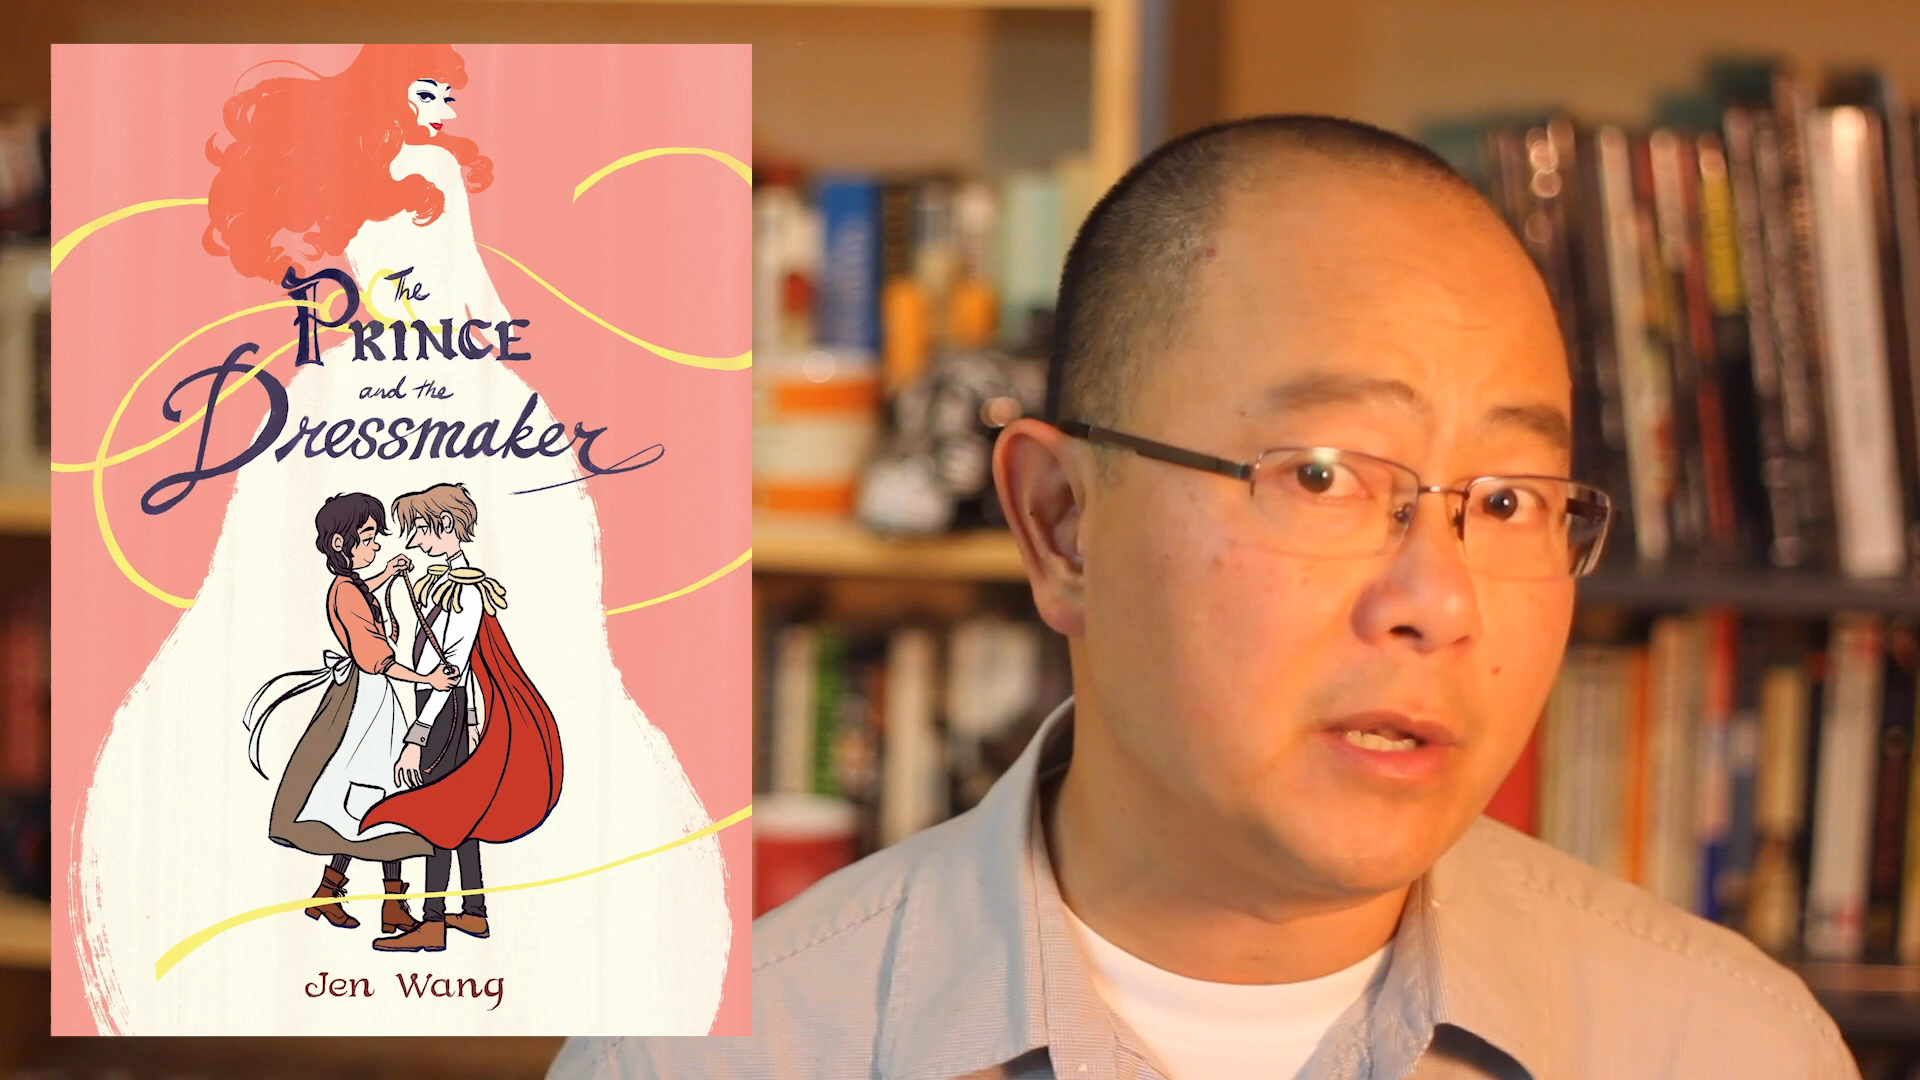 The
PRINCE
and the
Dressmaker
Jen Wang